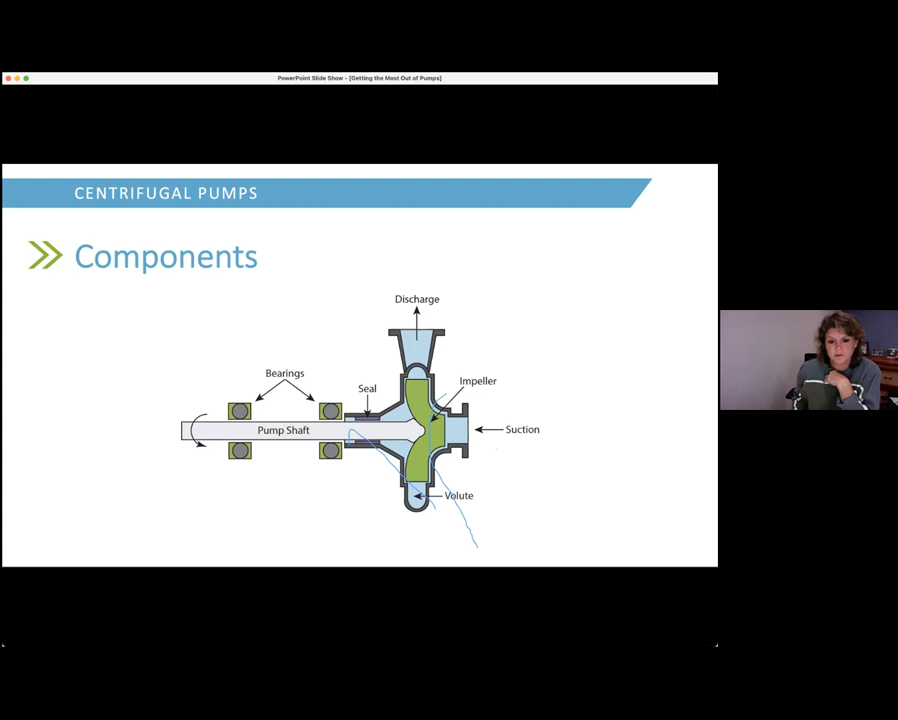 PowerPoint Slide Show - [Getting the Most Out of Pumps]
CENTRIFUGAL PUMPS
Components
Discharge
Bearings
Seal
Impeller
Pump Shaft
Suction
Volute